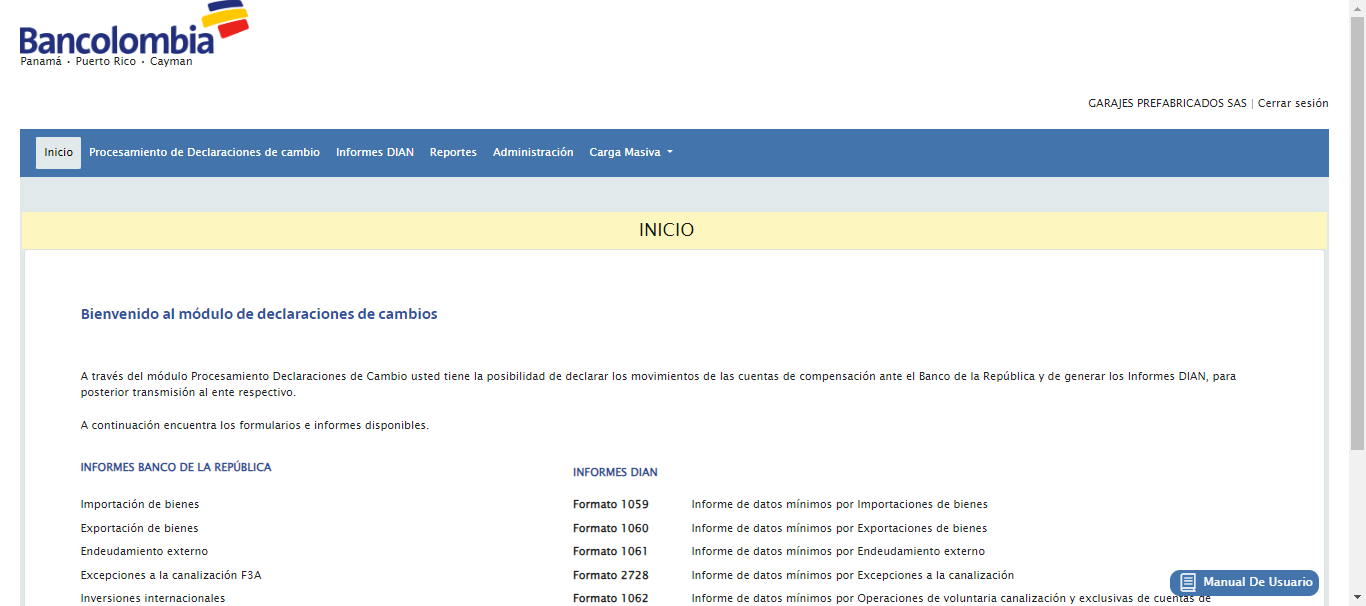 Bancolombia
Panamá • Puerto Rico • Cayman
GARAJES PREFABRICADOS SAS | Cerrar sesión
Inicio Procesamiento de Declaraciones de cambio Informes DIAN Reportes Administración Carga Masiva
INICIO
Bienvenido al módulo de declaraciones de cambios
A través del módulo Procesamiento Declaraciones de Cambio usted tiene la posibilidad de declarar los movimientos de las cuentas de compensación ante el Banco de la República y de generar los Informes DIAN, para
posterior transmisión al ente respectivo.
A continuación encuentra los formularios e informes disponibles.
INFORMES BANCO DE LA REPÚBLICA
Importación de bienes
Exportación de bienes
Endeudamiento externo
Excepciones a la canalización F3A
Inversiones internacionales
INFORMES DIAN
Formato 1059 Informe de datos mínimos por Importaciones de bienes
Formato 1060 Informe de datos mínimos por Exportaciones de bienes
Formato 1061 Informe de datos mínimos por Endeudamiento externo
Formato 2728 Informe de datos mínimos por Excepciones a la canalización
Formato 1062 Informe de datos mínimos por Operaciones de voluntaria canalización y exclusivas de cuentas de
Manual De Usuario